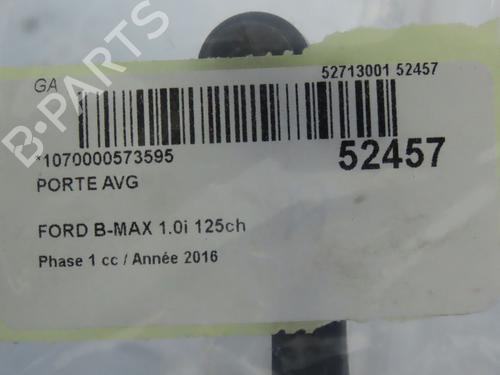 GA
52713001 52457
*1070000573595
52457
PORTE AVG
FORD B-MAX 1.0i 125ch
Phase 1 cc / Année 2016
B-PARTS